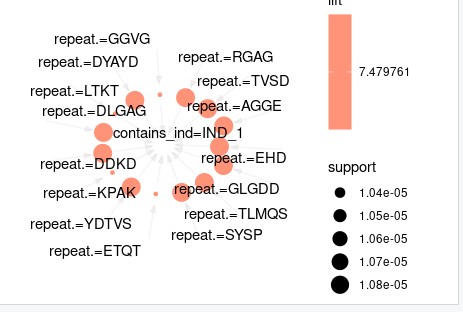 lift
repeat.=GGVG
repeat.=RGAG
repeat.=DYAYD
repeat.=TVSD
repeat.=LTKT
repeat.=AGGE
repeat.=DLGAG
contains_ind=IND_1
repeat.=EHD
repeat.=DDKD
repeat.=GLGDD
repeat.=KPAK
repeat.=TLMQS
repeat.=YDTVS
repeat.=SYSP
repeat.=ETQT
7.479761
support
1.04e-05
1.05e-05
1.06e-05
1.07e-05
1.08e-05